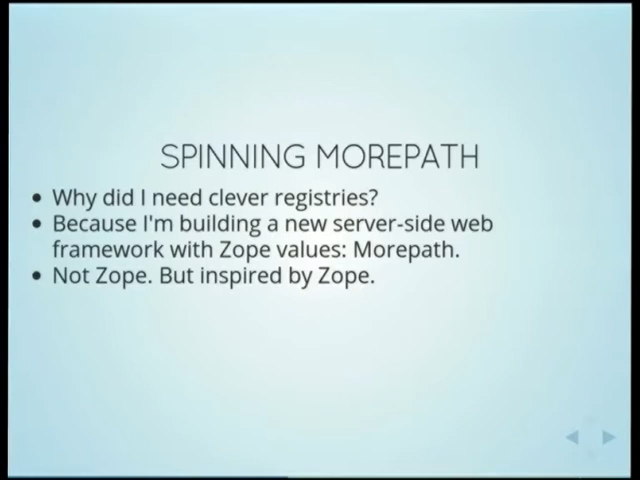 SPINNING MOREPATH
Why did I need clever registries?
Because I'm building a new server-side web
framework with Zope values: Morepath.
Not Zope. But inspired by Zope.